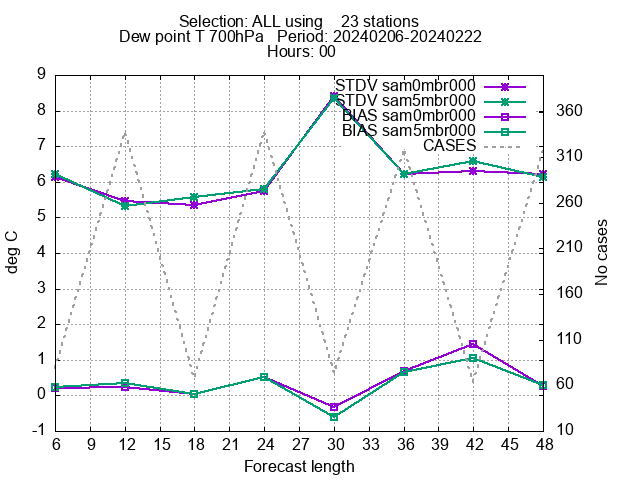 Selection: ALL using    23 stations
Dew point T 700hPa   Period: 20240206-20240222
Hours: 00
STDV sam0mbr000
STDV sam5mbr000
BIAS sam0mbr000
BIAS sam5mbr000
CASES
deg C
9
8
7
6
5
4
3
2
1
0
-1
No cases
360
310
260
210
160
110
60
10
6 9 12 15 18 21 24 27 30 33 36 39 42 45 48
Forecast length